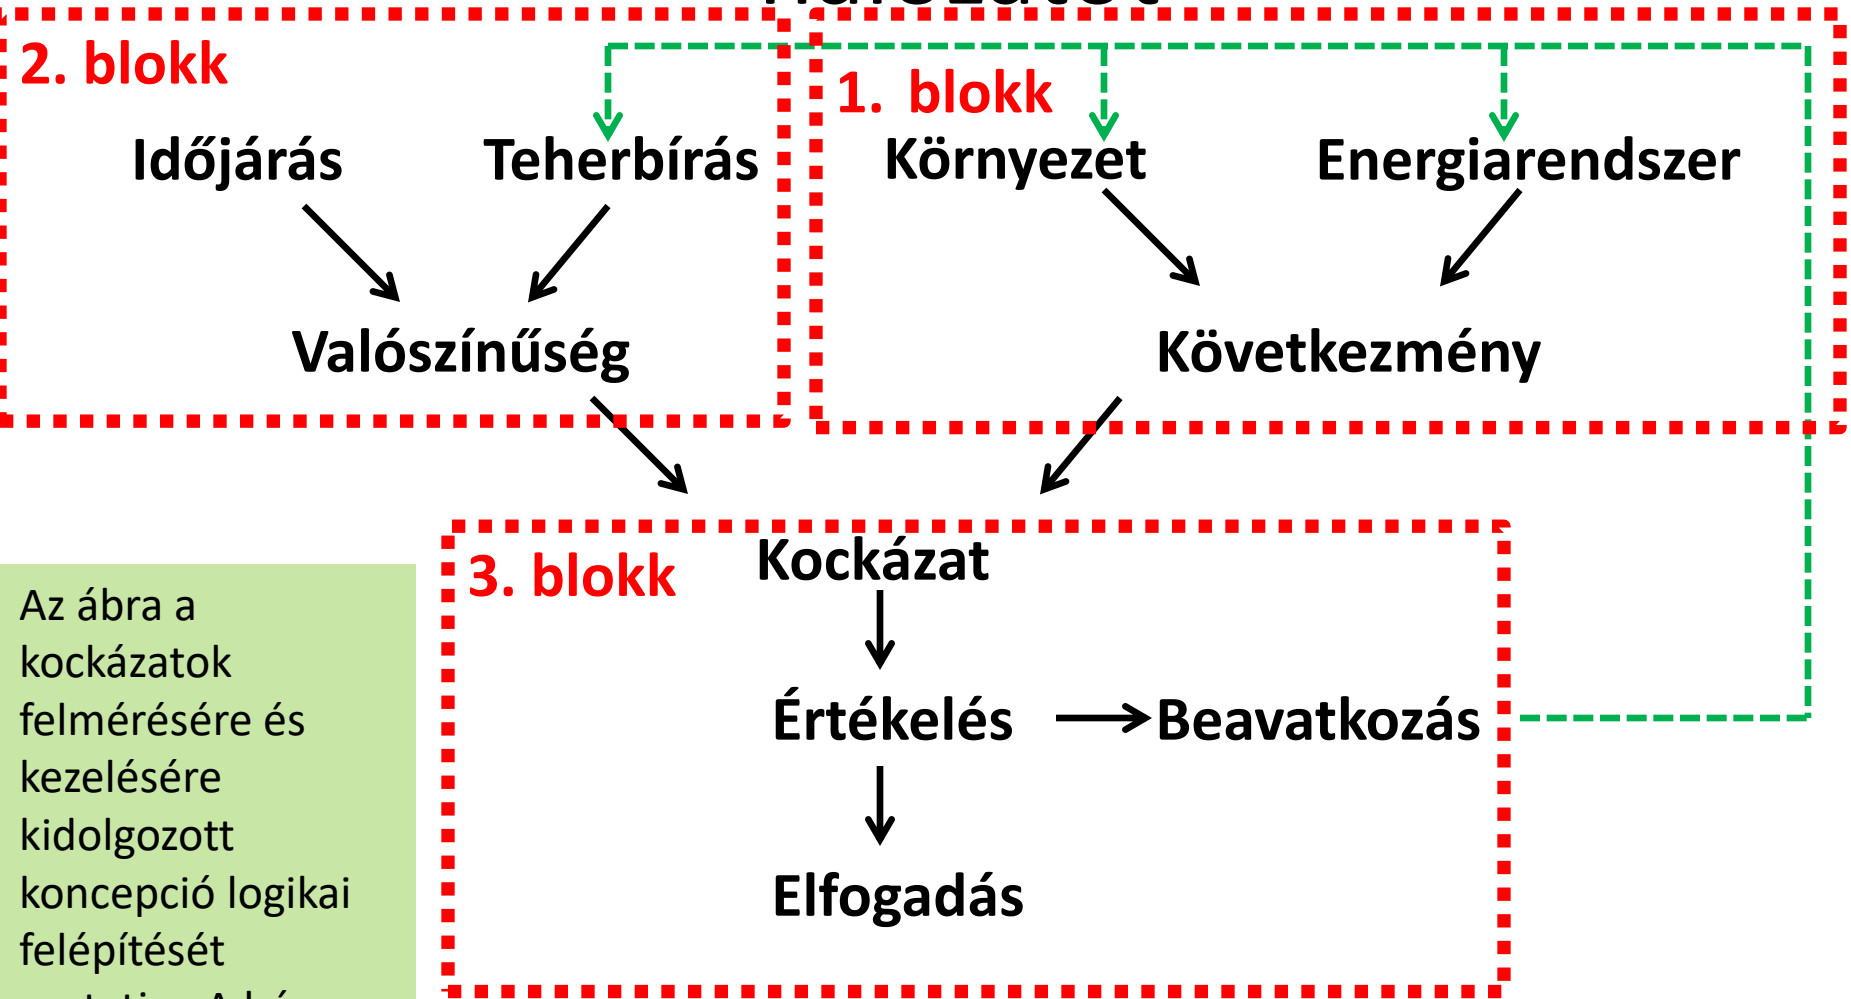 2. blokk
1. blokk
Időjárás
Teherbírás
Környezet
Energiarendszer
Valószínűség
Következmény
3. blokk
Kockázat
Értékelés
Beavatkozás
Elfogadás
Az ábra a
kockázatok
felmérésére és
kezelésére
kidolgozott
koncepció logikai
felépítését